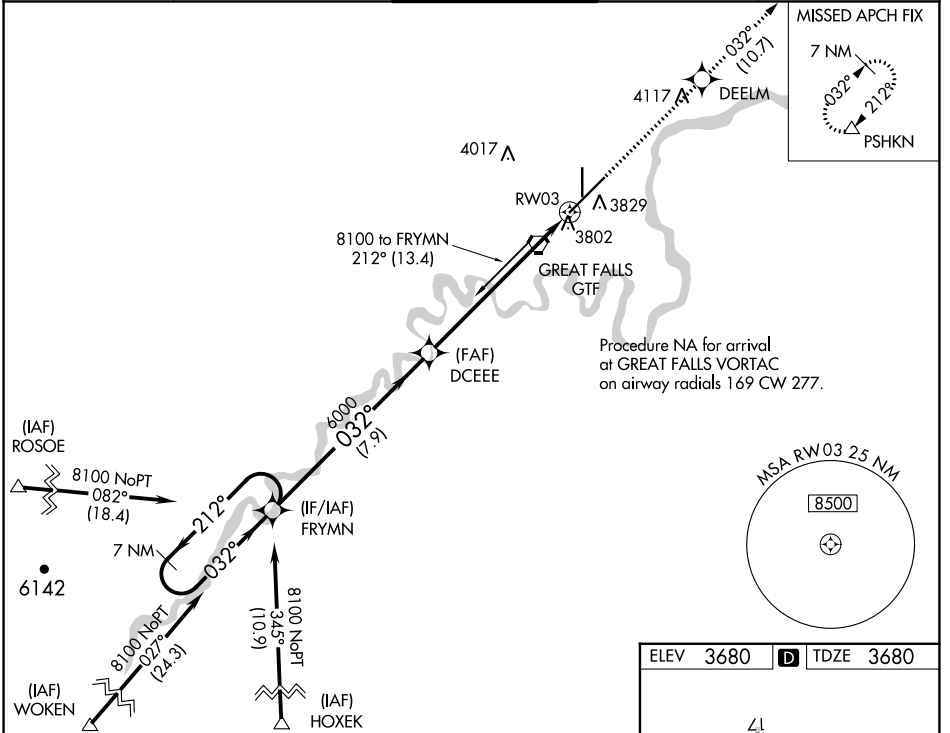 MISSED APCH FIX
7 NM
032°
212°
PSHKN
032°
(10.7)
DEELM
4117
4017
RW03
3829
3802
8100 to FRYMN
212° (13.4)
GREAT FALLS
GTF
(FAF)
DCEEE
Procedure NA for arrival
at GREAT FALLS VORTAC
on airway radials 169 CW 277.
6000
032°
(7.9)
(IAF)
ROSOE
8100 NoPT
082°
(18.4)
212°
(IF/IAF)
FRYMN
7 NM
032°
6142
8100 NoPT
027°
(24.3)
8100 NoPT
345°
(10.9)
(IAF)
WOKEN
(IAF)
HOXEK
MSA RW03 25 NM
8500
ELEV 3680
D
TDZE 3680
17